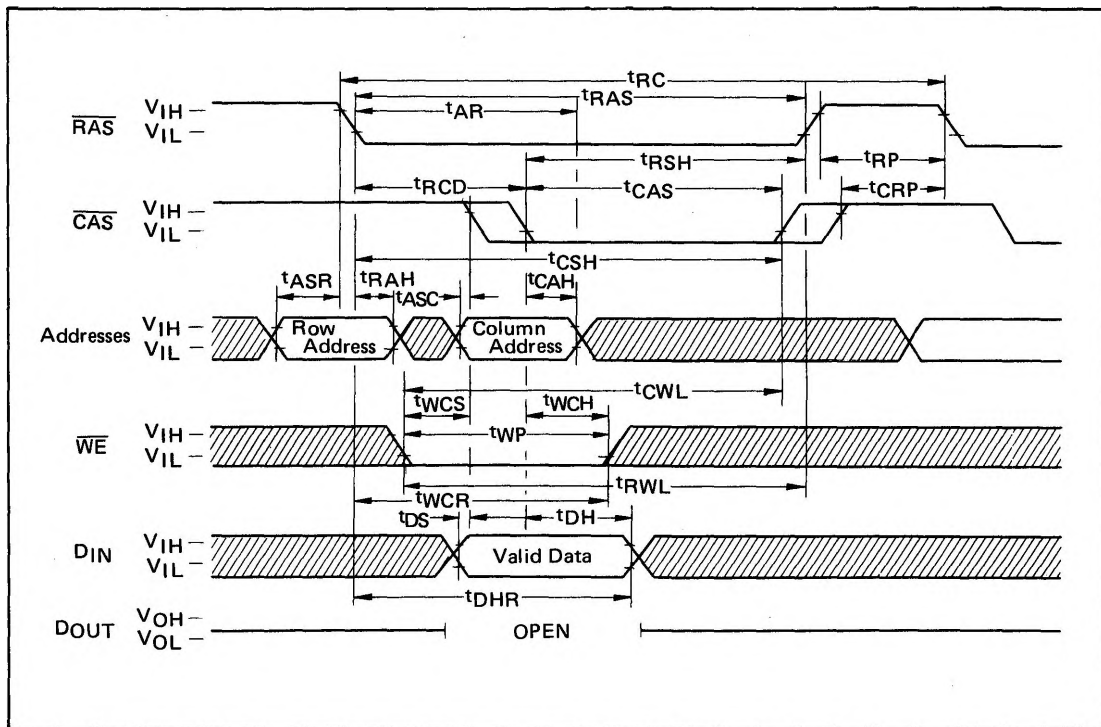 tRC
tRAS
tAR
VIH
RAS
VIL
tRSH
tRP
tRCD
tCAS
tCRP
VIH
CAS
VIL
tCSH
tASR
tRAH
tASC
tCAH
VIH
Addresses
VIL
Row
Address
Column
Address
tCWL
tWCS
tWCH
tWP
VIH
WE
VIL
tRWL
tWCR
tDS
tDH
VIH
DIN
VIL
Valid Data
tDHR
VOH
DOUT
VOL
OPEN